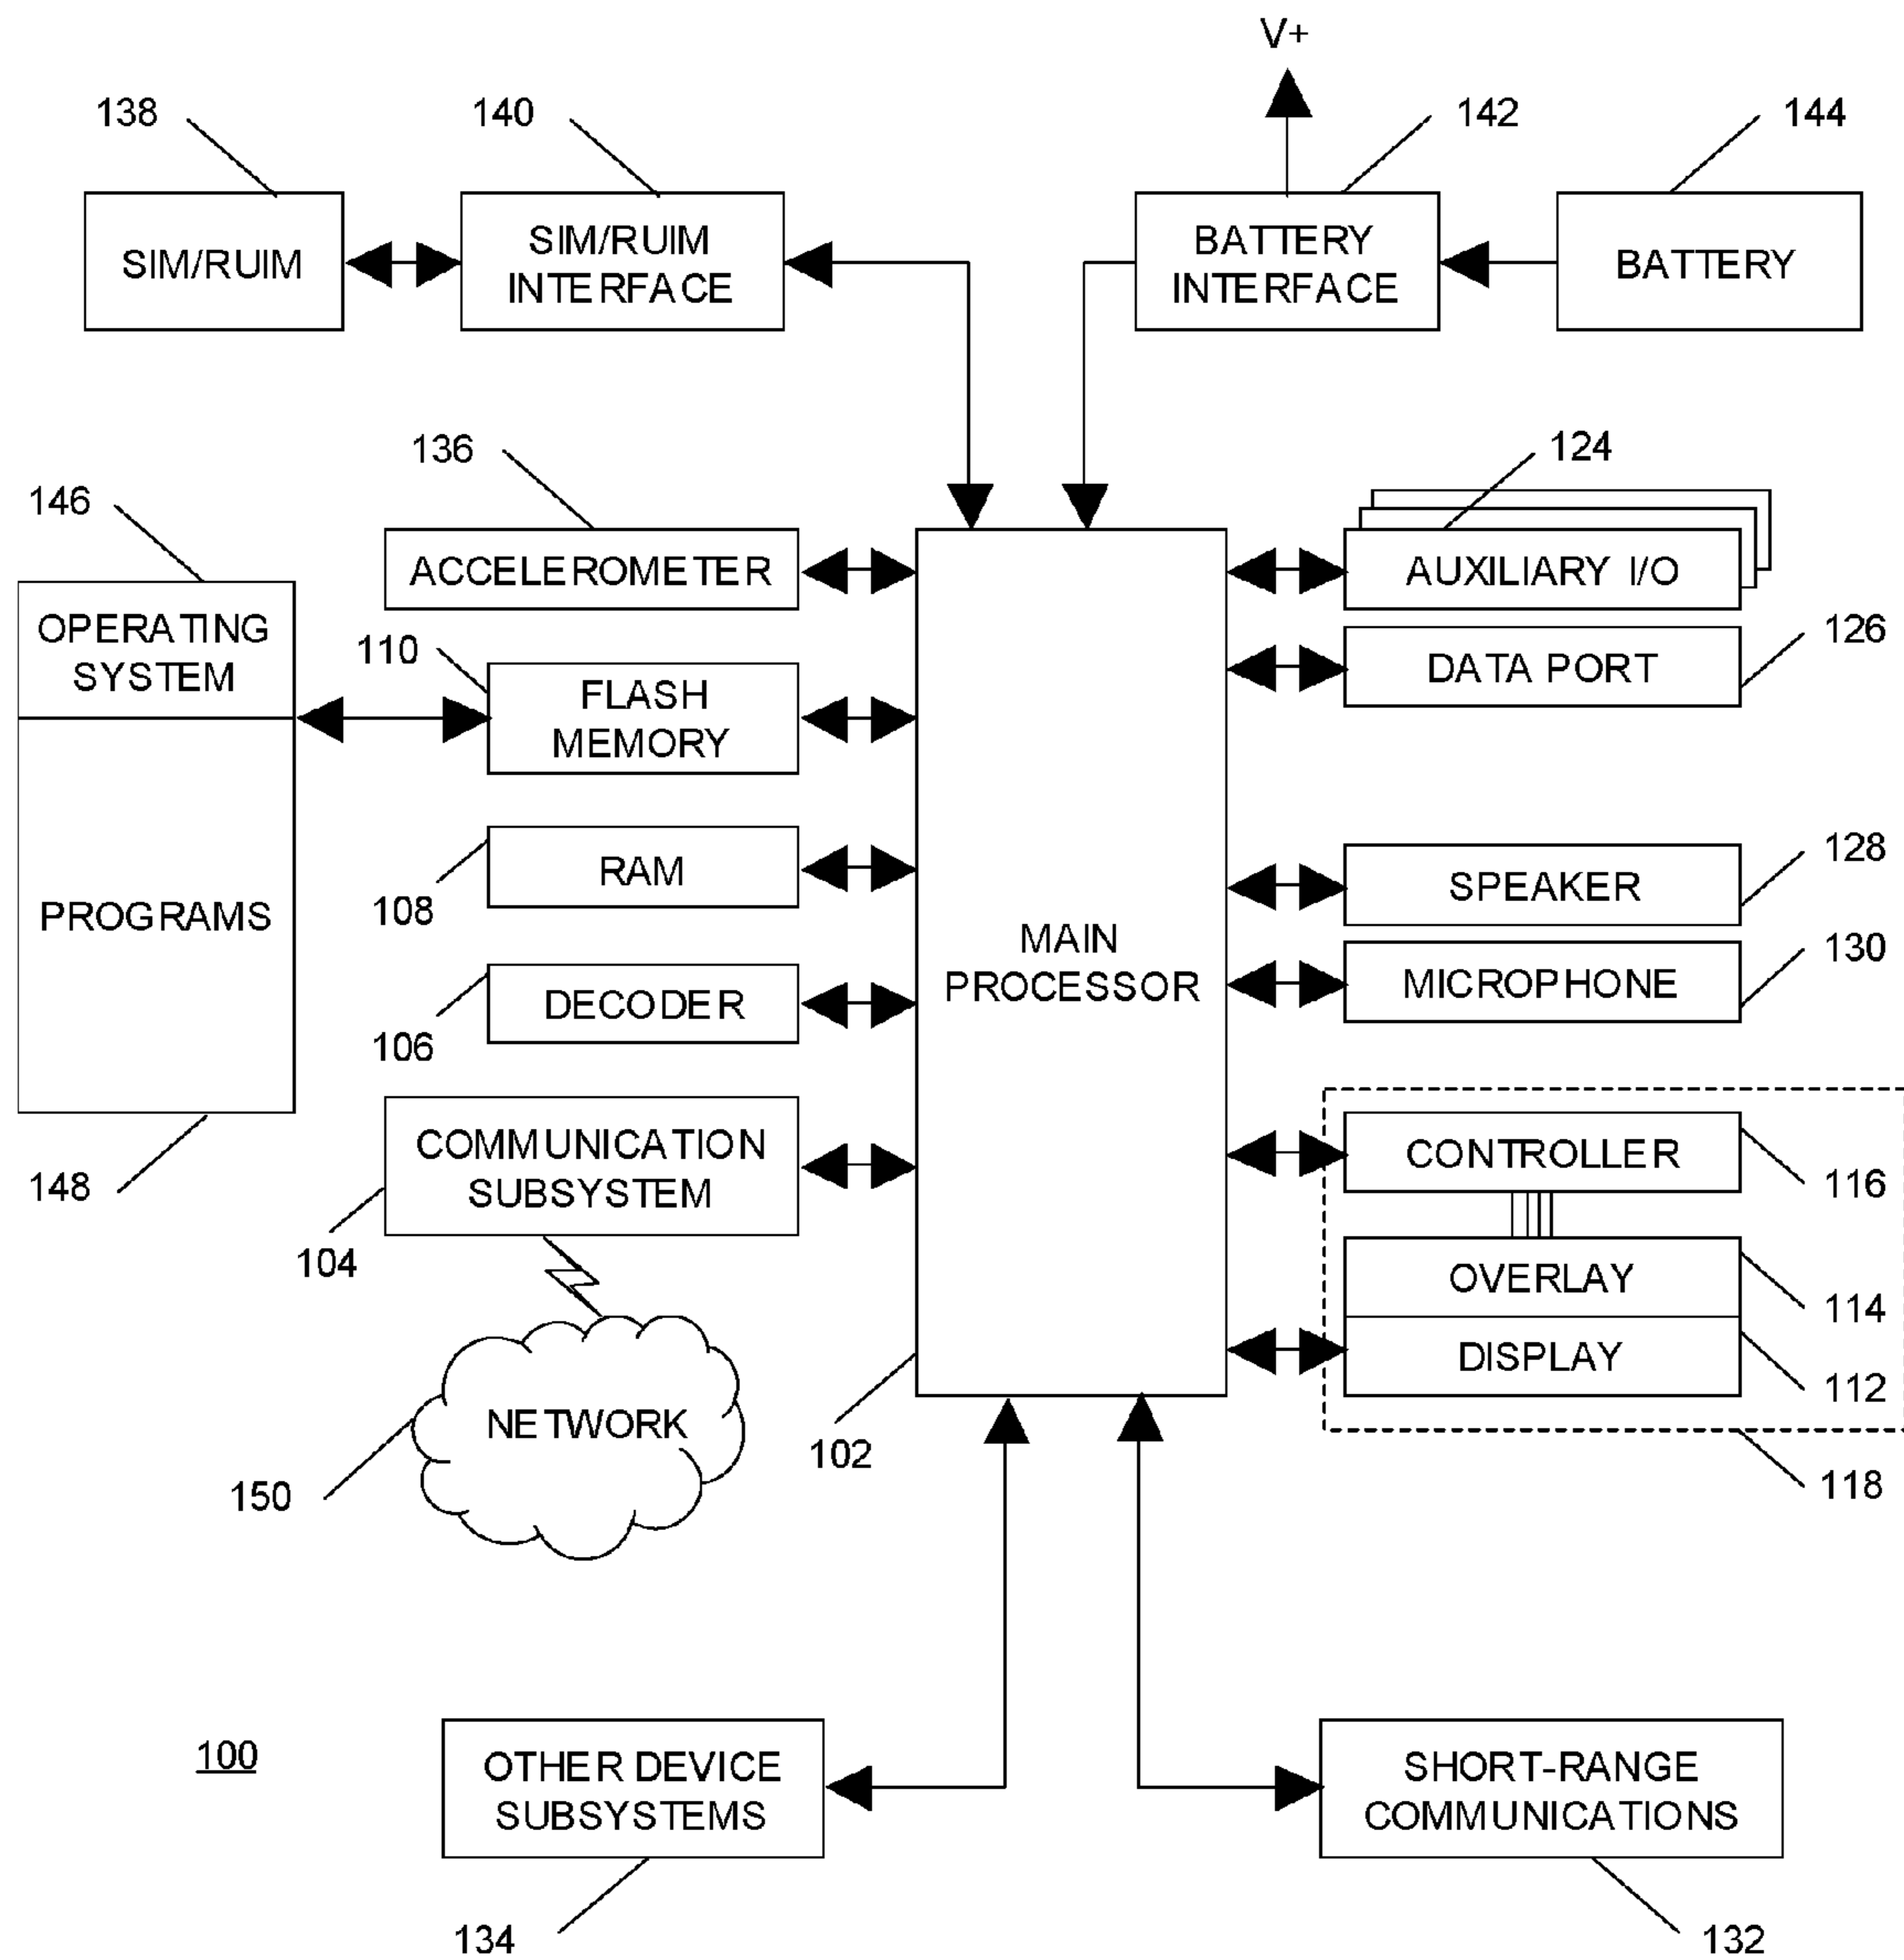 V+
138
140
142
144
SIM/RUIM
SIM/RUIM
INTERFACE
BATTERY
INTERFACE
BATTERY
136
124
146
ACCELEROMETER
AUXILIARY I/O
OPERATING
SYSTEM
110
FLASH
MEMORY
DATA PORT
126
PROGRAMS
RAM
108
SPEAKER
128
MAIN
PROCESSOR
MICROPHONE
130
DECODER
106
COMMUNICATION
SUBSYSTEM
CONTROLLER
116
148
104
OVERLAY
114
DISPLAY
112
NETWORK
150
102
118
100
OTHER DEVICE
SUBSYSTEMS
SHORT-RANGE
COMMUNICATIONS
134
132